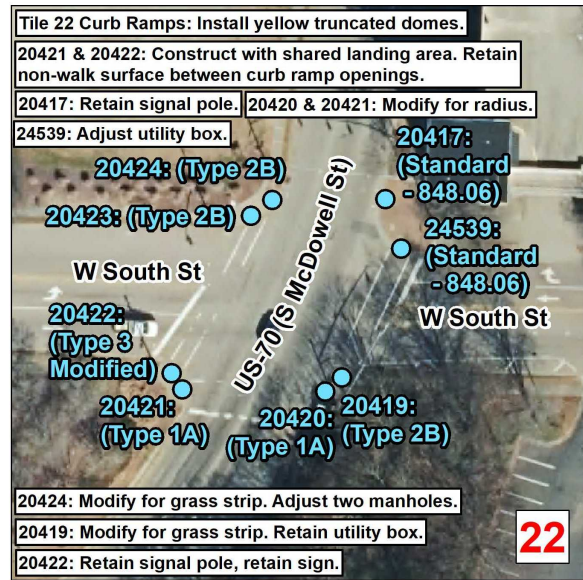 Tile 22 Curb Ramps: Install yellow truncated domes.
20421 & 20422: Construct with shared landing area. Retain
non-walk surface between curb ramp openings.
20417: Retain signal pole.
20420 & 20421: Modify for radius.
24539: Adjust utility box.
20417:
(Standard
- 848.06)
20424: (Type 2B)
20423: (Type 2B)
24539:
(Standard
- 848.06)
W South St
US-70 (S McDowell St)
W South St
20422:
(Type 3
Modified)
20421:
(Type 1A)
20420:
(Type 1A)
20419:
(Type 2B)
20424: Modify for grass strip. Adjust two manholes.
20419: Modify for grass strip. Retain utility box.
20422: Retain signal pole, retain sign.
22